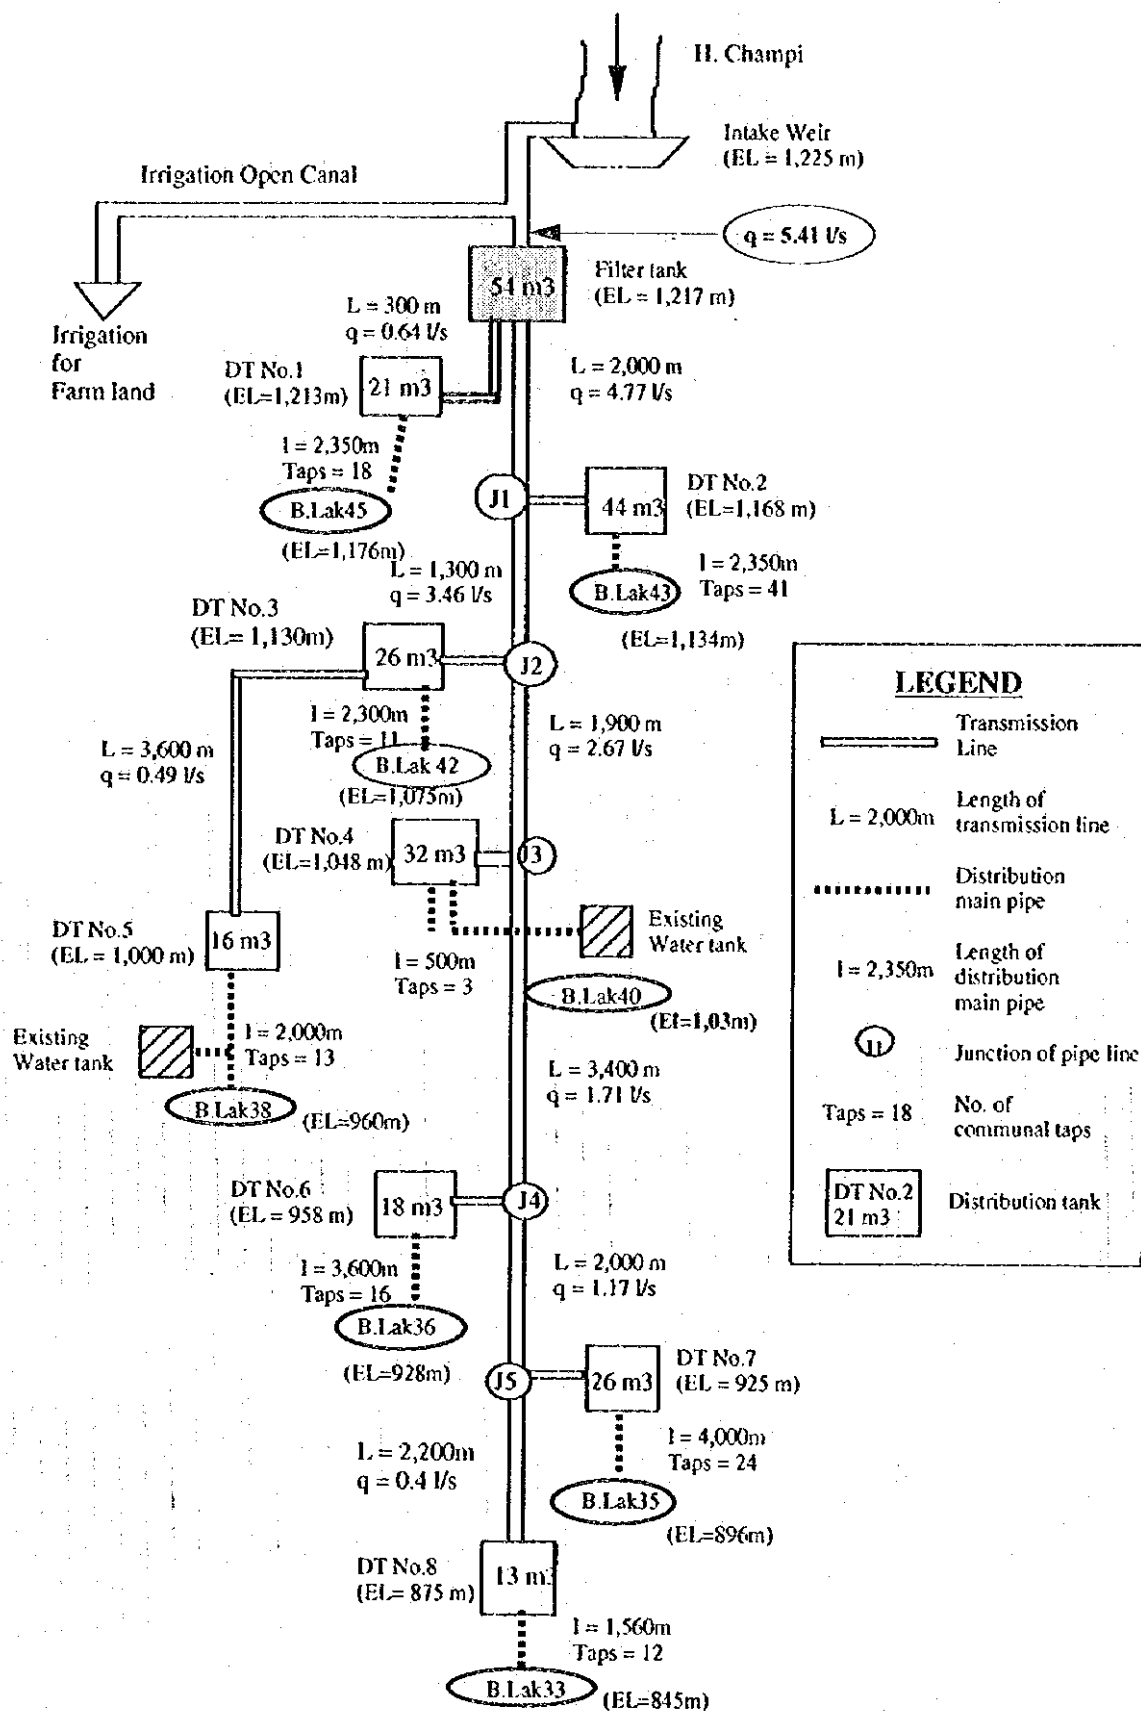 H. Champi
Intake Weir
(EL = 1,225 m)
Irrigation Open Canal
q = 5.41 l/s
Filter tank
(EL = 1,217 m)
54 m3
Irrigation
for
Farm land
L = 300 m
q = 0.64 l/s
DT No.1
(EL=1,213m)
21 m3
L = 2,000 m
q = 4.77 l/s
l = 2,350m
Taps = 18
B.Lak45
(EL=1,176m)
J1
44 m3
DT No.2
(EL=1,168 m)
l = 2,350m
Taps = 41
B.Lak43
(EL=1,134m)
L = 1,300 m
q = 3.46 l/s
DT No.3
(EL= 1,130m)
26 m3
J2
l = 2,300m
Taps = 11
B.Lak 42
(EL=1,075m)
L = 1,900 m
q = 2.67 l/s
L = 3,600 m
q = 0.49 l/s
DT No.4
(EL=1,048 m)
32 m3
J3
Existing
Water tank
l = 500m
Taps = 3
B.Lak40
(El=1,03m)
DT No.5
(EL = 1,000 m)
16 m3
Existing
Water tank
l = 2,000m
Taps = 13
B.Lak38
(EL=960m)
L = 3,400 m
q = 1.71 l/s
DT No.6
(EL = 958 m)
18 m3
J4
l = 3,600m
Taps = 16
B.Lak36
(EL=928m)
L = 2,000 m
q = 1.17 l/s
J5
26 m3
DT No.7
(EL = 925 m)
l = 4,000m
Taps = 24
B.Lak35
(EL=896m)
L = 2,200m
q = 0.4 l/s
DT No.8
(EL= 875 m)
13 m3
l = 1,560m
Taps = 12
B.Lak33
(EL=845m)
LEGEND
Transmission
Line
L = 2,000m
Length of
transmission line
Distribution
main pipe
l = 2,350m
Length of
distribution
main pipe
J1
Junction of pipe line
Taps = 18
No. of
communal taps
DT No.2
21 m3
Distribution tank